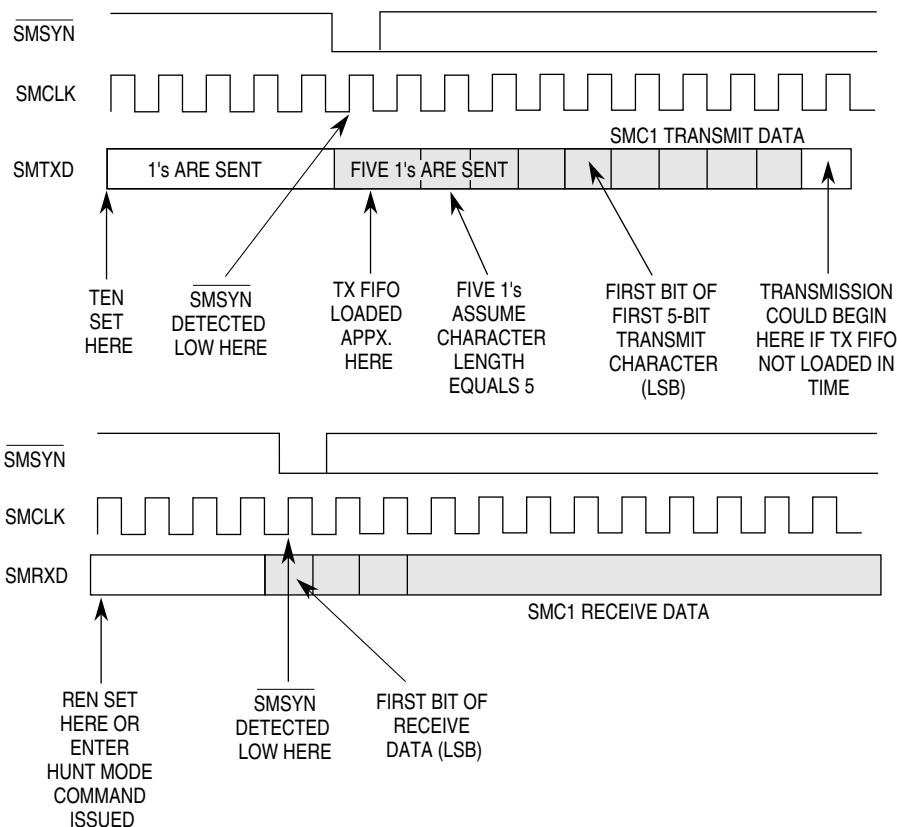 SMSYN
SMCLK
SMC1 TRANSMIT DATA
SMTXD
1's ARE SENT
FIVE 1's ARE SENT
TEN
SET
HERE
SMSYN
DETECTED
LOW HERE
TX FIFO
LOADED
APPX.
HERE
FIVE 1's
ASSUME
CHARACTER
LENGTH
EQUALS 5
FIRST BIT OF
FIRST 5-BIT
TRANSMIT
CHARACTER
(LSB)
TRANSMISSION
COULD BEGIN
HERE IF TX FIFO
NOT LOADED IN
TIME
SMSYN
SMCLK
SMRXD
SMC1 RECEIVE DATA
REN SET
HERE OR
ENTER
HUNT MODE
COMMAND
ISSUED
SMSYN
DETECTED
LOW HERE
FIRST BIT OF
RECEIVE
DATA (LSB)